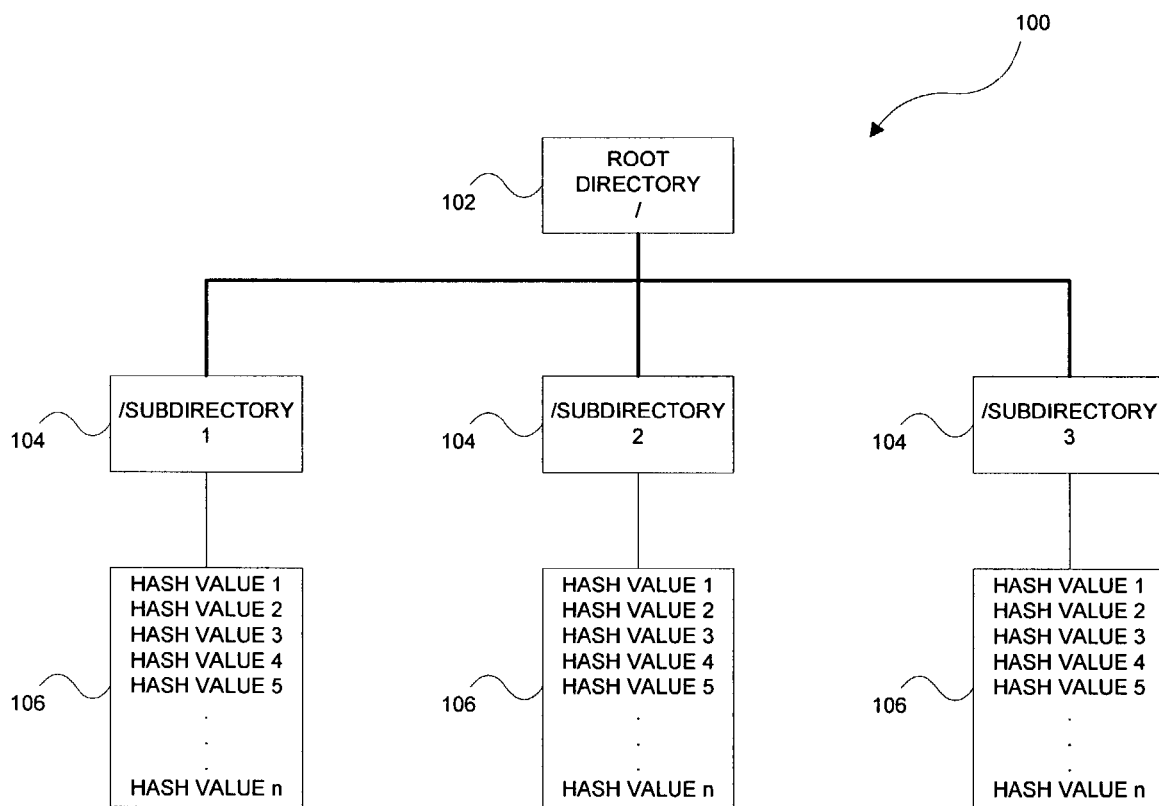 100
ROOT
DIRECTORY
/
102
/SUBDIRECTORY
1
104
/SUBDIRECTORY
2
104
/SUBDIRECTORY
3
104
HASH VALUE 1
HASH VALUE 2
HASH VALUE 3
HASH VALUE 4
HASH VALUE 5
.
.
.
HASH VALUE n
106
HASH VALUE 1
HASH VALUE 2
HASH VALUE 3
HASH VALUE 4
HASH VALUE 5
.
.
.
HASH VALUE n
106
HASH VALUE 1
HASH VALUE 2
HASH VALUE 3
HASH VALUE 4
HASH VALUE 5
.
.
.
HASH VALUE n
106